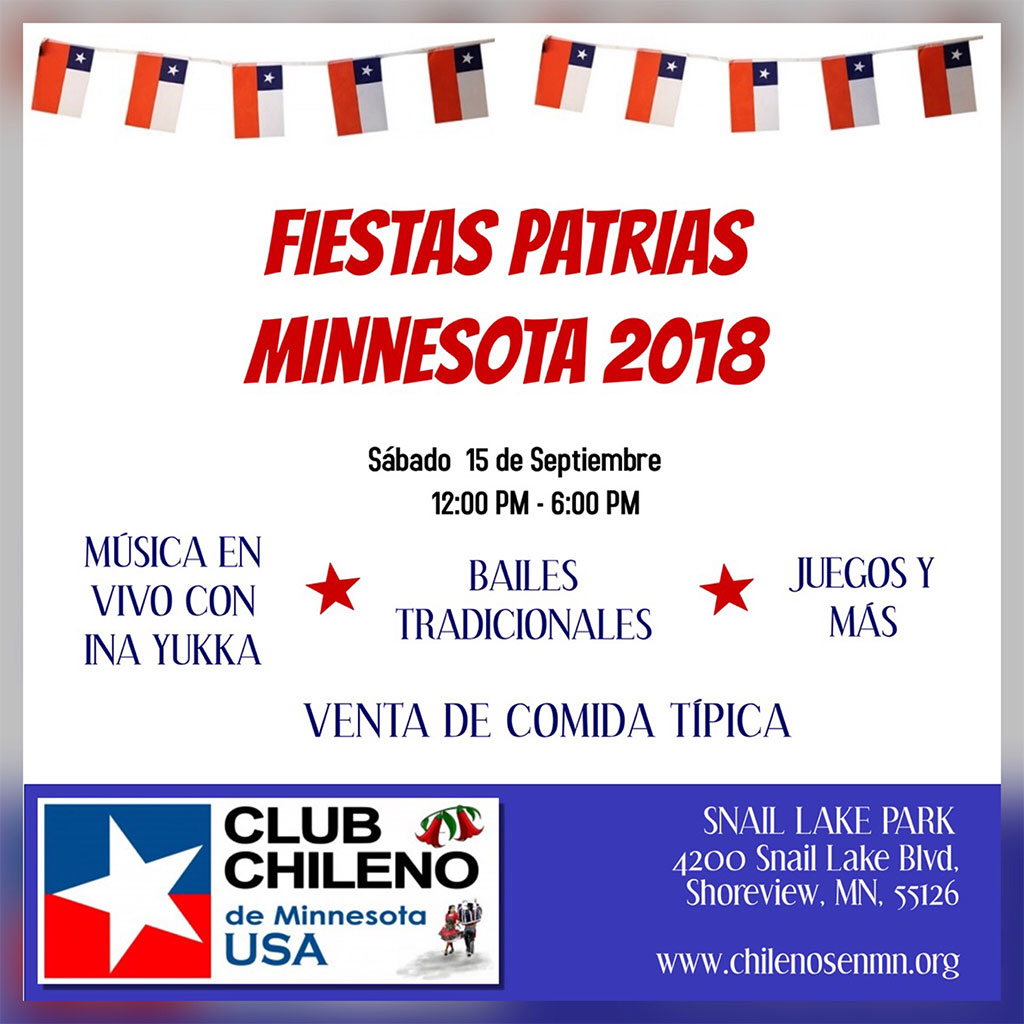 FIESTAS PATRIAS
MINNESOTA 2018
Sábado 15 de Septiembre
12:00 PM - 6:00 PM
MÚSICA EN
VIVO CON
INA YUKKA
BAILES
TRADICIONALES
JUEGOS Y
MÁS
VENTA DE COMIDA TÍPICA
CLUB
CHILENO
de Minnesota
USA
SNAIL LAKE PARK
4200 Snail Lake Blvd,
Shoreview, MN, 55126
www.chilenosenmn.org